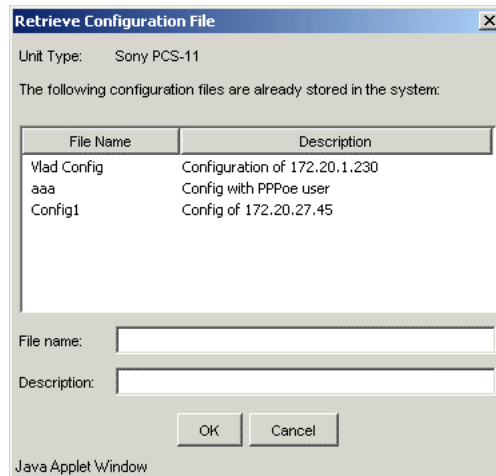 Retrieve Configuration File
Unit Type: Sony PCS-11
The following configuration files are already stored in the system:
File Name Description
Vlad Config Configuration of 172.20.1.230
aaa Config with PPPoe user
Config1 Config of 172.20.27.45
File name:
Description:
OK Cancel
Java Applet Window